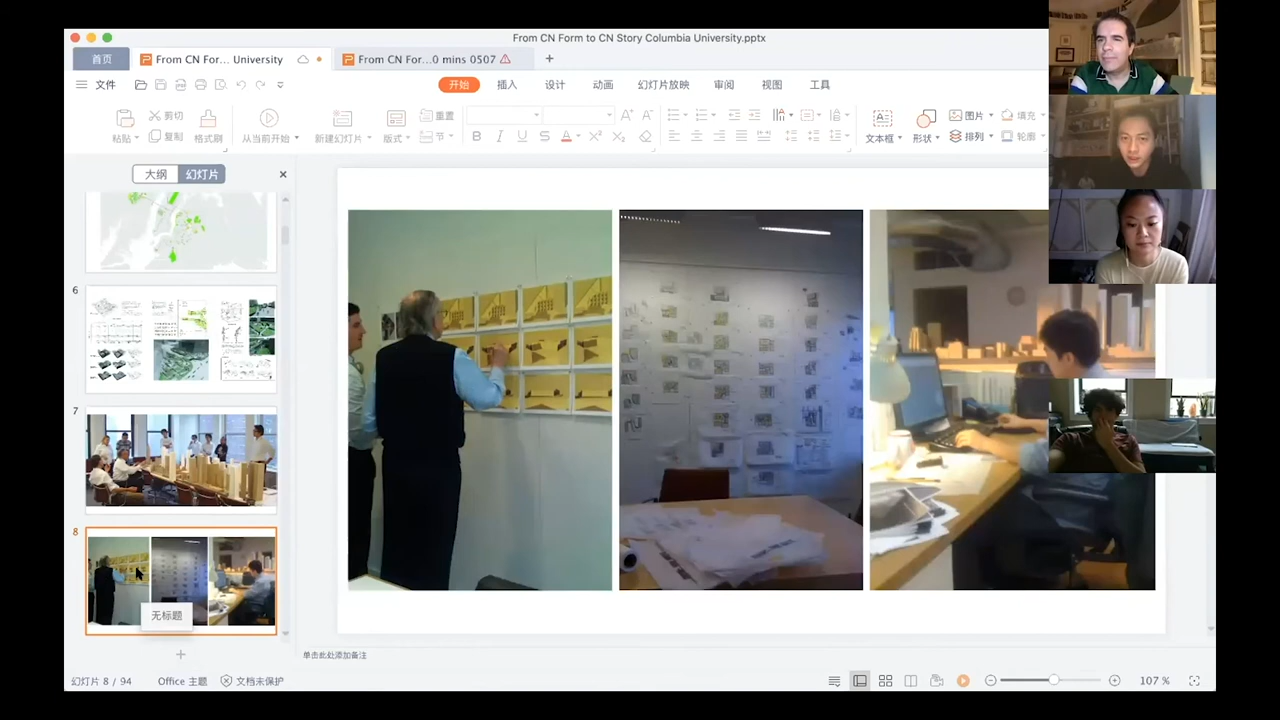 From CN Form to CN Story Columbia University.pptx
首页
From CN For... University
From CN For...0 mins 0507
文件
开始
插入
设计
动画
幻灯片放映
审阅
视图
工具
粘贴
剪切
复制
格式刷
从当前开始
新建幻灯片
版式
重置
节
B I U S A X² X₂
文本框
形状
图片
排列
填充
轮廓
大纲
幻灯片
6
7
8
无标题
单击此处添加备注
幻灯片 8 / 94
Office 主题
文档未保护
107 %